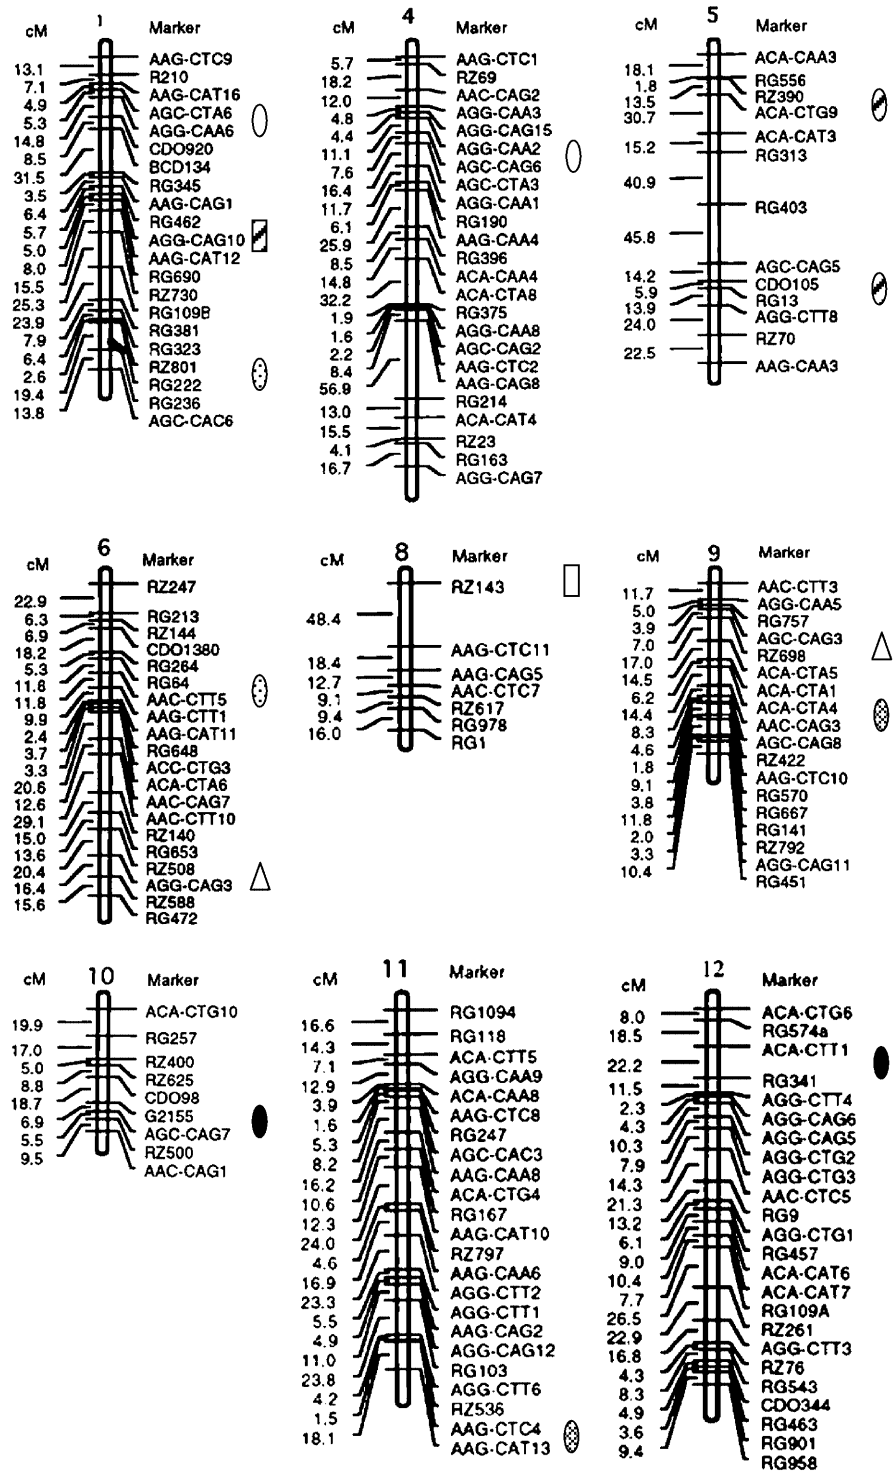 1
cM Marker
AAG-CTC9
13.1 R210
7.1 AAG-CAT16
4.9 AGC-CTA6
5.3 AGG-CAA6
14.8 CDO920
8.5 BCD134
31.5 RG345
3.5 AAG-CAG1
6.4 RG462
5.7 AGG-CAG10
5.0 AAG-CAT12
8.0 RG690
15.5 RZ730
25.3 RG109B
23.9 RG381
7.9 RG323
6.4 RZ801
2.6 RG222
19.4 RG236
13.8 AGC-CAC6
4
cM Marker
5.7 AAG-CTC1
18.2 RZ69
12.0 AAC-CAG2
4.8 AGG-CAA3
4.4 AGG-CAG15
11.1 AGG-CAA2
7.6 AGC-CAG6
16.4 AGC-CTA3
11.7 AGG-CAA1
6.1 RG190
25.9 AAG-CAA4
8.5 RG396
14.8 ACA-CAA4
32.2 ACA-CTA8
1.9 RG375
1.6 AGG-CAA8
2.2 AGC-CAG2
8.4 AAG-CTC2
56.9 AAG-CAG8
RG214
13.0 ACA-CAT4
15.5 RZ23
4.1 RG163
16.7 AGG-CAG7
5
cM Marker
ACA-CAA3
18.1 RG556
1.8 RZ390
13.5 ACA-CTG9
30.7
ACA-CAT3
15.2 RG313
40.9
RG403
45.8
AGC-CAG5
14.2 CDO105
5.9 RG13
13.9 AGG-CTT8
24.0 RZ70
22.5
AAG-CAA3
6
cM Marker
RZ247
22.9
6.3 RG213
6.9 RZ144
18.2 CDO1380
5.3 RG264
11.6 RG64
11.8 AAC-CTT5
9.9 AAG-CTT1
2.4 AAG-CAT11
3.7 RG648
3.3 ACC-CTG3
20.6 ACA-CTA6
12.6 AAC-CAG7
29.1 AAC-CTT10
15.0 RZ140
13.6 RG653
20.4 RZ508
16.4 AGG-CAG3
15.6 RZ588
RG472
8
cM Marker
RZ143
48.4
AAG-CTC11
18.4 AAG-CAG5
12.7 AAC-CTC7
9.1 RZ617
9.4 RG978
16.0 RG1
9
cM Marker
AAC-CTT3
11.7 AGG-CAA5
5.0 RG757
3.9 AGC-CAG3
7.0 RZ698
17.0 ACA-CTA5
14.5 ACA-CTA1
6.2 ACA-CTA4
14.4 AAC-CAG3
8.3 AGC-CAG8
4.6 RZ422
1.8 AAG-CTC10
9.1 RG570
3.8 RG667
11.8 RG141
2.0 RZ792
3.3 AGG-CAG11
10.4 RG451
10
cM Marker
ACA-CTG10
19.9 RG257
17.0 RZ400
5.0 RZ625
8.8 CDO98
18.7 G2155
6.9 AGC-CAG7
5.5 RZ500
9.5 AAC-CAG1
11
cM Marker
RG1094
16.6 RG118
14.3 ACA-CTT5
7.1 AGG-CAA9
12.9 ACA-CAA8
3.9 AAG-CTC8
1.6 RG247
5.3 AGC-CAC3
8.2 AAG-CAA8
16.2 ACA-CTG4
10.6 RG167
12.3 AAG-CAT10
24.0 RZ797
4.6 AAG-CAA6
16.9 AGG-CTT2
23.3 AGG-CTT1
5.5 AAG-CAG2
4.9 AGG-CAG12
11.0 RG103
23.8 AGG-CTT6
4.2 RZ536
1.5 AAG-CTC4
18.1 AAG-CAT13
12
cM Marker
8.0 ACA-CTG6
18.5 RG574a
ACA-CTT1
22.2 RG341
11.5 AGG-CTT4
2.3 AGG-CAG6
4.3 AGG-CAG5
10.3 AGG-CTG2
7.9 AGG-CTG3
14.3 AAC-CTC5
21.3 RG9
13.2 AGG-CTG1
6.1 RG457
9.0 ACA-CAT6
10.4 ACA-CAT7
7.7 RG109A
26.5 RZ261
22.9 AGG-CTT3
16.8 RZ76
4.3 RG543
8.3 CDO344
4.9 RG463
3.6 RG901
9.4 RG958